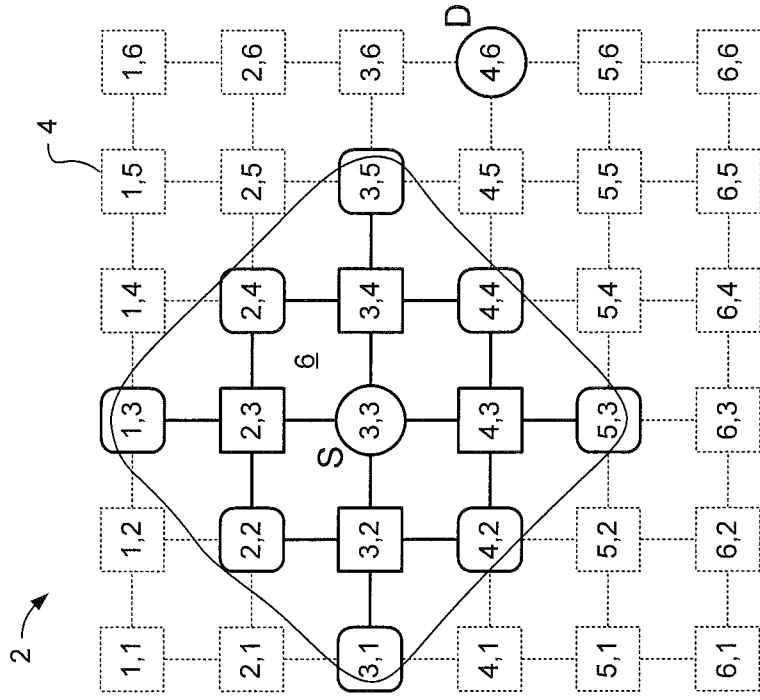 2
4
1,1 1,2 1,3 1,4 1,5 1,6
2,1 2,2 2,3 2,4 2,5 2,6
6
S
D
3,1 3,2 3,3 3,4 3,5 3,6
4,1 4,2 4,3 4,4 4,5 4,6
5,1 5,2 5,3 5,4 5,5 5,6
6,1 6,2 6,3 6,4 6,5 6,6